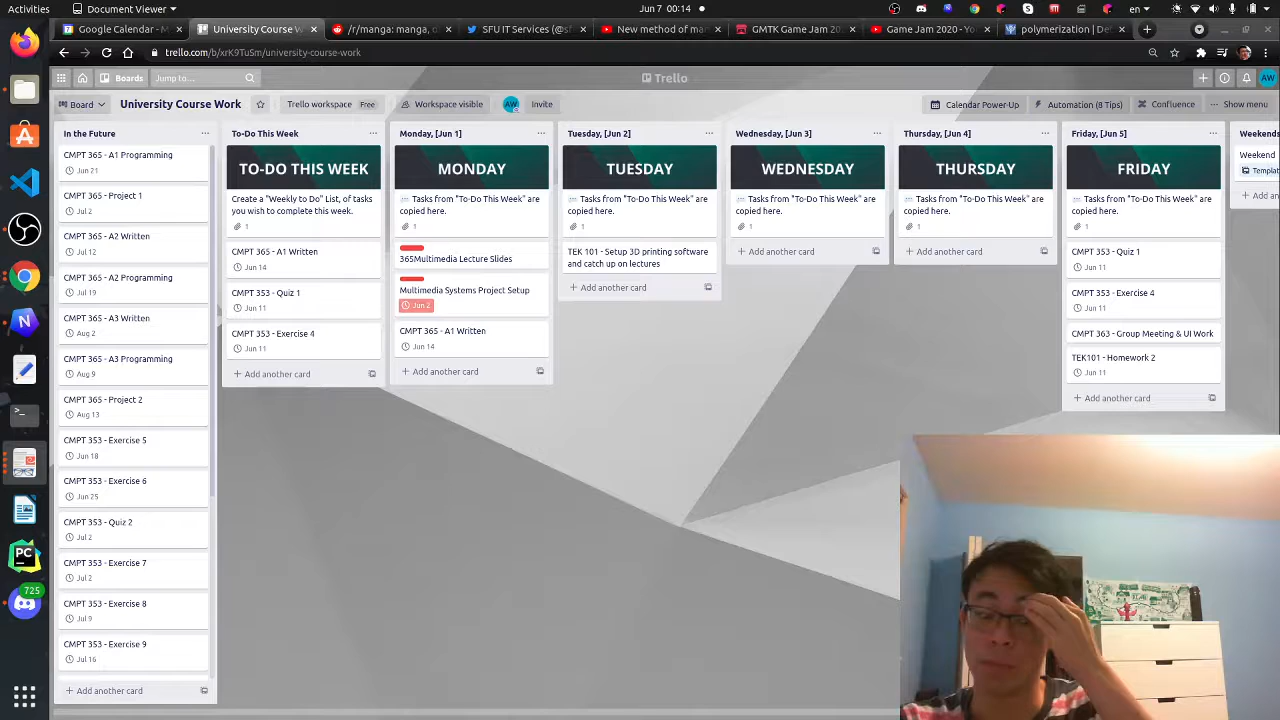 Activities
Document Viewer
Jun 7 00:14
Google Calendar - M
University Course W
/r/manga: manga, o
SFU IT Services (@sf
New method of ma
GMTK Game Jam 202
Game Jam 2020 - Yo
polymerization | De
trello.com/b/xrK9TuSm/university-course-work
Boards
Jump to...
Trello
AW
Board
University Course Work
Trello workspace
Free
Workspace visible
AW
Invite
Calendar Power-Up
Automation (8 Tips)
Confluence
Show menu
In the Future
CMPT 365 - A1 Programming
Jun 21
CMPT 365 - Project 1
Jul 2
CMPT 365 - A2 Written
Jul 12
CMPT 365 - A2 Programming
Jul 19
CMPT 365 - A3 Written
Aug 2
CMPT 365 - A3 Programming
Aug 9
CMPT 365 - Project 2
Aug 13
CMPT 353 - Exercise 5
Jun 18
CMPT 353 - Exercise 6
Jun 25
CMPT 353 - Quiz 2
Jul 2
CMPT 353 - Exercise 7
Jul 2
CMPT 353 - Exercise 8
Jul 9
CMPT 353 - Exercise 9
Jul 16
+ Add another card
To-Do This Week
TO-DO THIS WEEK
Create a "Weekly to Do" List, of tasks
you wish to complete this week.
1
CMPT 365 - A1 Written
Jun 14
CMPT 353 - Quiz 1
Jun 11
CMPT 353 - Exercise 4
Jun 11
+ Add another card
Monday, [Jun 1]
MONDAY
Tasks from "To-Do This Week" are
copied here.
1
365Multimedia Lecture Slides
Multimedia Systems Project Setup
Jun 2
CMPT 365 - A1 Written
Jun 14
+ Add another card
Tuesday, [Jun 2]
TUESDAY
Tasks from "To-Do This Week" are
copied here.
1
TEK 101 - Setup 3D printing software
and catch up on lectures
+ Add another card
Wednesday, [Jun 3]
WEDNESDAY
Tasks from "To-Do This Week" are
copied here.
1
+ Add another card
Thursday, [Jun 4]
THURSDAY
Tasks from "To-Do This Week" are
copied here.
1
+ Add another card
Friday, [Jun 5]
FRIDAY
Tasks from "To-Do This Week" are
copied here.
1
CMPT 353 - Quiz 1
Jun 11
CMPT 353 - Exercise 4
Jun 11
CMPT 363 - Group Meeting & UI Work
TEK101 - Homework 2
Jun 11
+ Add another card
Weekends
Weekend
Templat
+ Add an
725